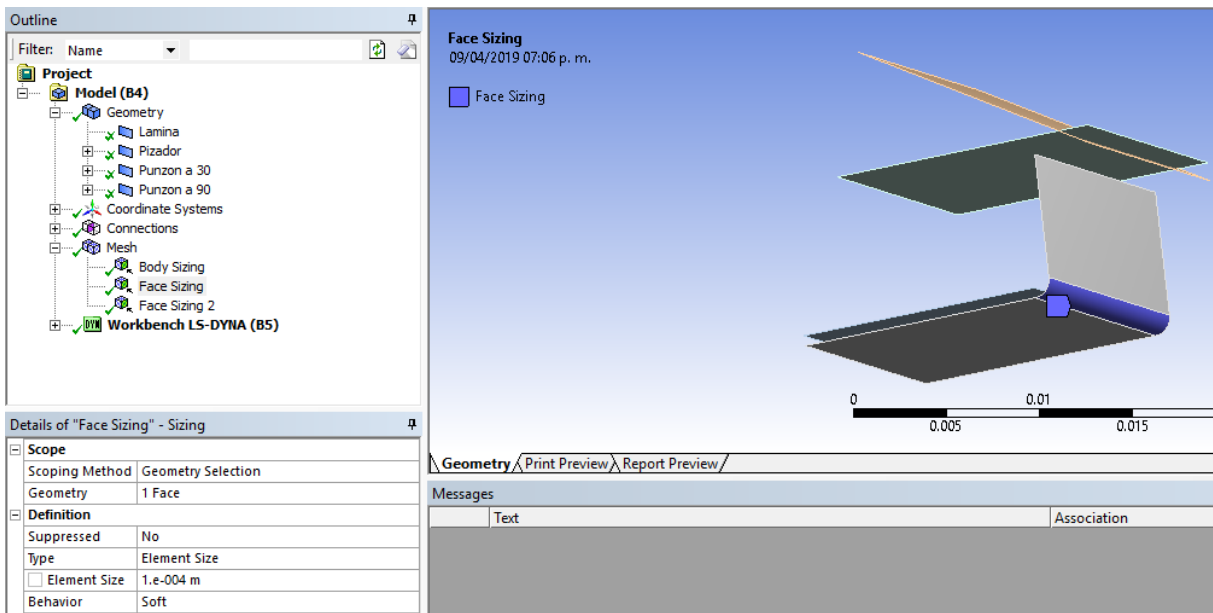 Outline
Filter: Name
Project
Model (B4)
Geometry
Lamina
Pizador
Punzon a 30
Punzon a 90
Coordinate Systems
Connections
Mesh
Body Sizing
Face Sizing
Face Sizing 2
DYN Workbench LS-DYNA (B5)
Details of "Face Sizing" - Sizing
Scope
Scoping Method Geometry Selection
Geometry 1 Face
Definition
Suppressed No
Type Element Size
Element Size 1.e-004 m
Behavior Soft
Face Sizing
09/04/2019 07:06 p. m.
Face Sizing
0 0.01
0.005 0.015
Geometry Print Preview Report Preview
Messages
Text Association